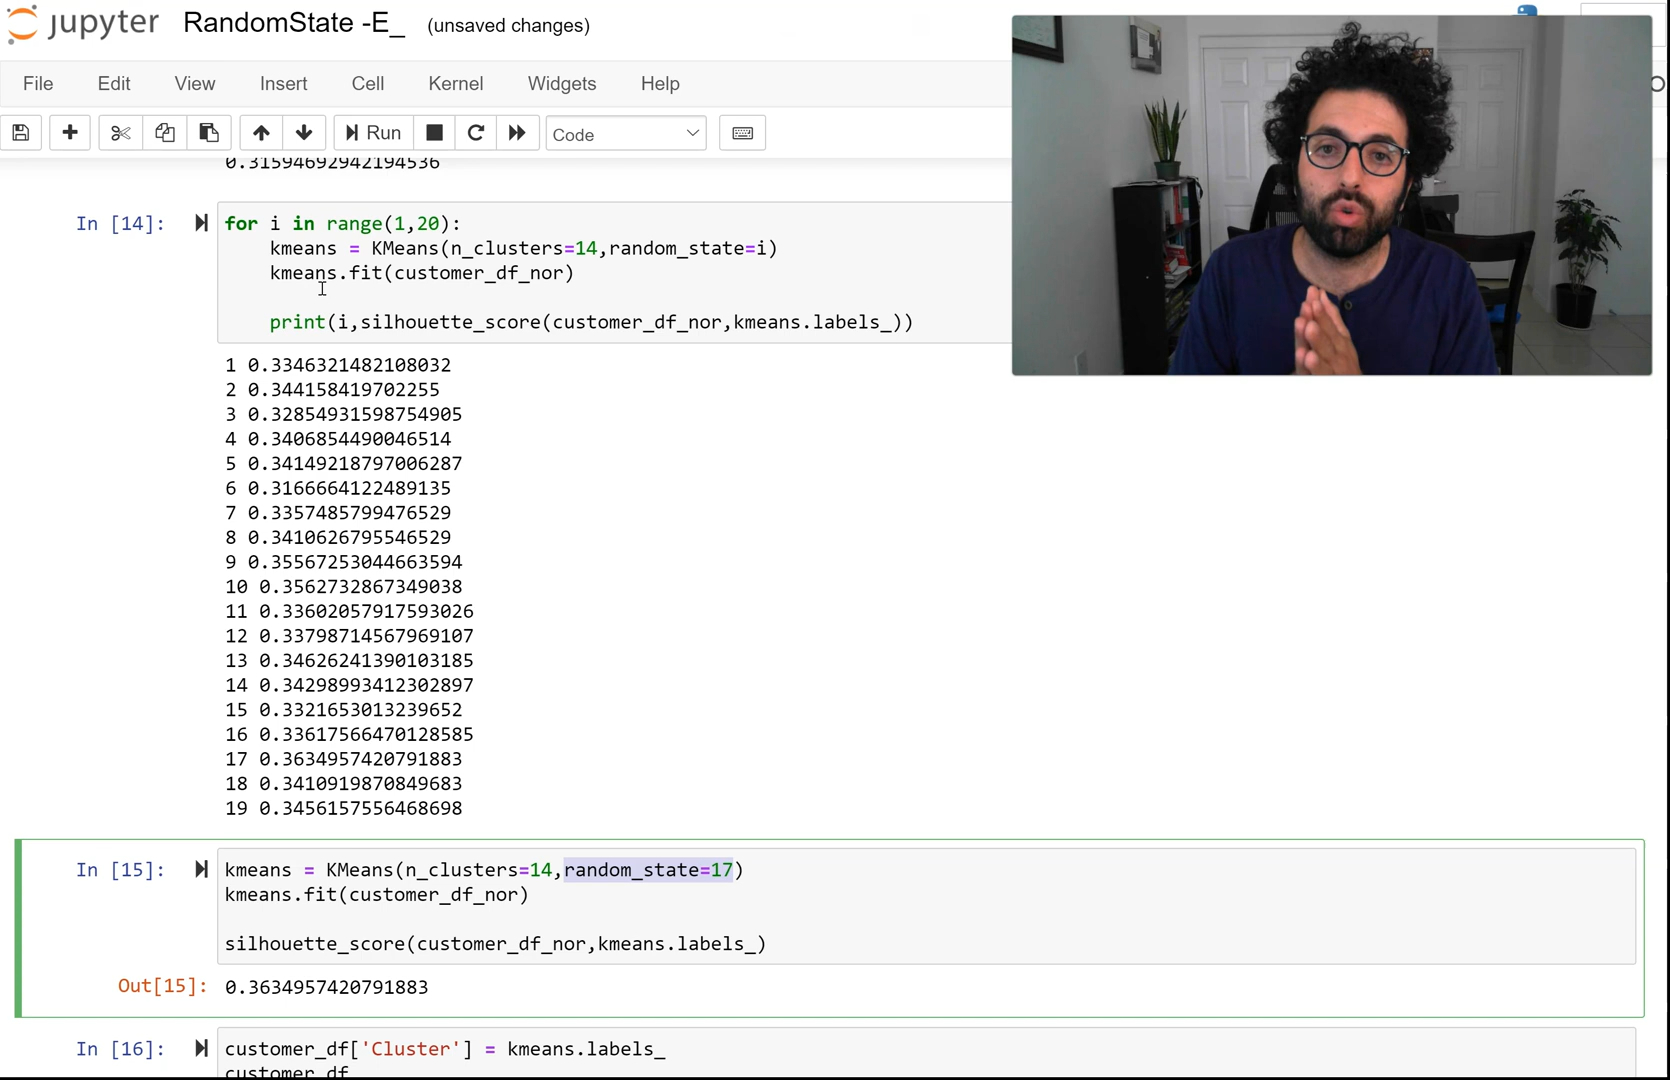 jupyter RandomState -E_ (unsaved changes)
File Edit View Insert Cell Kernel Widgets Help
Run Code
0.31594692942194536
In [14]: for i in range(1,20):
kmeans = KMeans(n_clusters=14,random_state=i)
kmeans.fit(customer_df_nor)
print(i,silhouette_score(customer_df_nor,kmeans.labels_))
1 0.3346321482108032
2 0.344158419702255
3 0.32854931598754905
4 0.3406854490046514
5 0.34149218797006287
6 0.3166664122489135
7 0.3357485799476529
8 0.3410626795546529
9 0.35567253044663594
10 0.3562732867349038
11 0.33602057917593026
12 0.33798714567969107
13 0.34626241390103185
14 0.34298993412302897
15 0.3321653013239652
16 0.33617566470128585
17 0.3634957420791883
18 0.3410919870849683
19 0.34561557556468698
In [15]: kmeans = KMeans(n_clusters=14,random_state=17)
kmeans.fit(customer_df_nor)
silhouette_score(customer_df_nor,kmeans.labels_)
Out[15]: 0.3634957420791883
In [16]: customer_df['Cluster'] = kmeans.labels_
customer_df